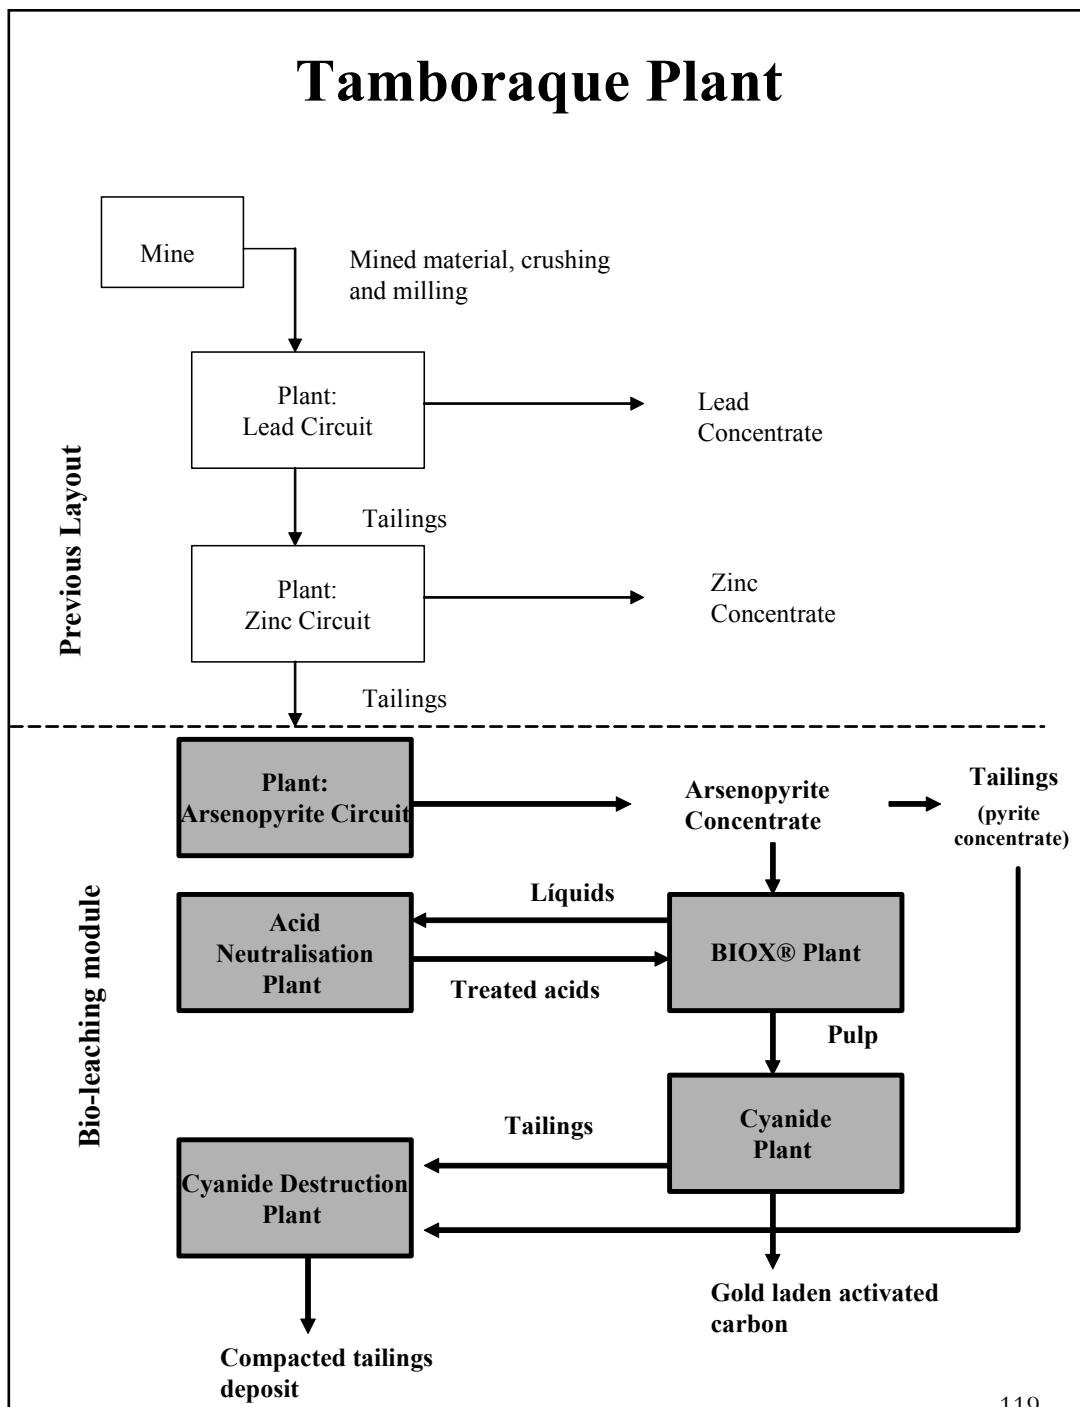 Tamboraque Plant
Mine
Mined material, crushing
and milling
Plant:
Lead Circuit
Lead
Concentrate
Tailings
Plant:
Zinc Circuit
Zinc
Concentrate
Tailings
Previous Layout
Plant:
Arsenopyrite Circuit
Arsenopyrite
Concentrate
Tailings
(pyrite
concentrate)
Líquids
Acid
Neutralisation
Plant
BIOX® Plant
Treated acids
Pulp
Bio-leaching module
Cyanide
Plant
Tailings
Cyanide Destruction
Plant
Gold laden activated
carbon
Compacted tailings
deposit
119